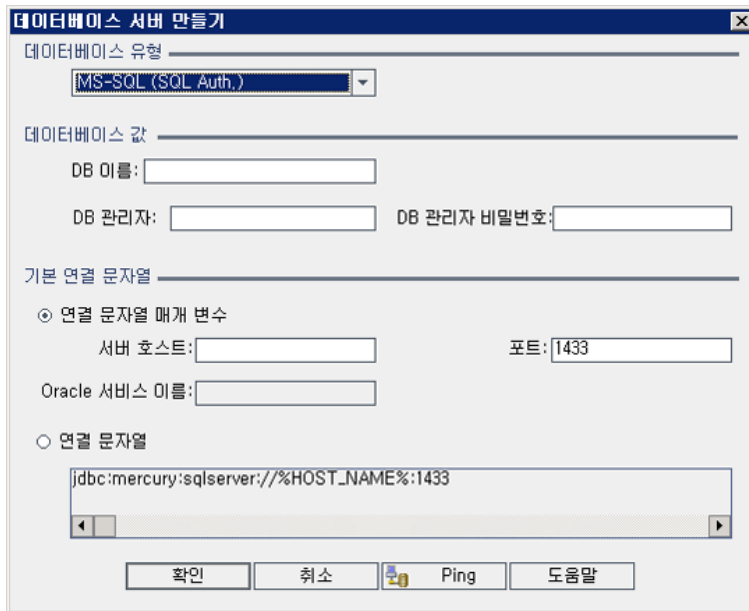 데이터베이스 서버 만들기
데이터베이스 유형
MS-SQL (SQL Auth.)
데이터베이스 값
DB 이름:
DB 관리자: DB 관리자 비밀번호:
기본 연결 문자열
연결 문자열 매개 변수
서버 호스트: 포트: 1433
Oracle 서비스 이름:
연결 문자열
jdbc:mercury:sqlserver://%HOST_NAME%:1433
확인 취소 Ping 도움말